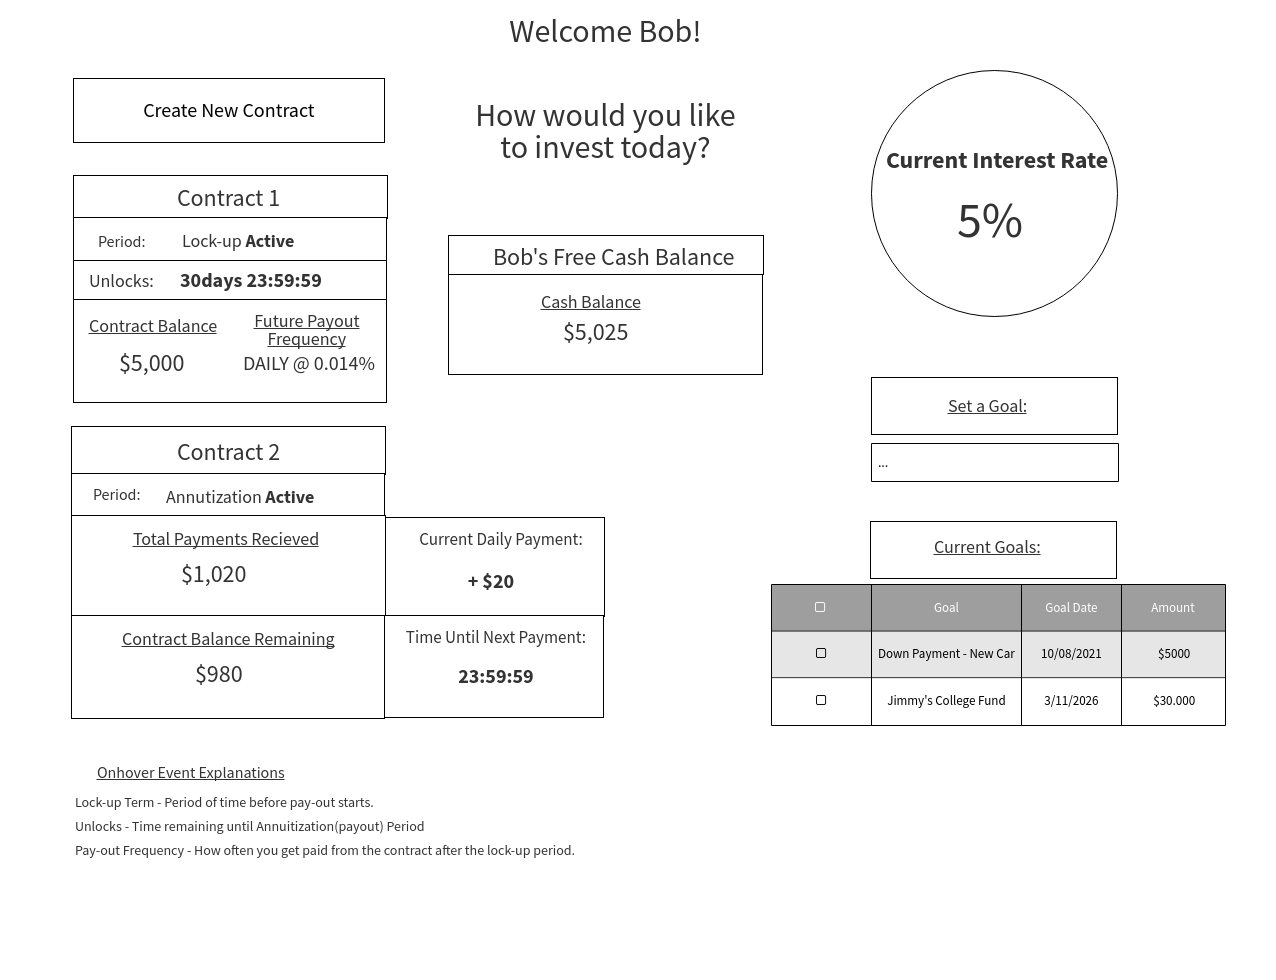 Welcome Bob!
Create New Contract
How would you like
to invest today?
Current Interest Rate
5%
Contract 1
Period: Lock-up Active
Unlocks: 30days 23:59:59
Contract Balance
$5,000
Future Payout
Frequency
DAILY @ 0.014%
Bob's Free Cash Balance
Cash Balance
$5,025
Contract 2
Period: Annutization Active
Total Payments Recieved
$1,020
Current Daily Payment:
+ $20
Contract Balance Remaining
$980
Time Until Next Payment:
23:59:59
Set a Goal:
...
Current Goals:
Goal Goal Date Amount
Down Payment - New Car 10/08/2021 $5000
Jimmy's College Fund 3/11/2026 $30.000
Onhover Event Explanations
Lock-up Term - Period of time before pay-out starts.
Unlocks - Time remaining until Annuitization(payout) Period
Pay-out Frequency - How often you get paid from the contract after the lock-up period.